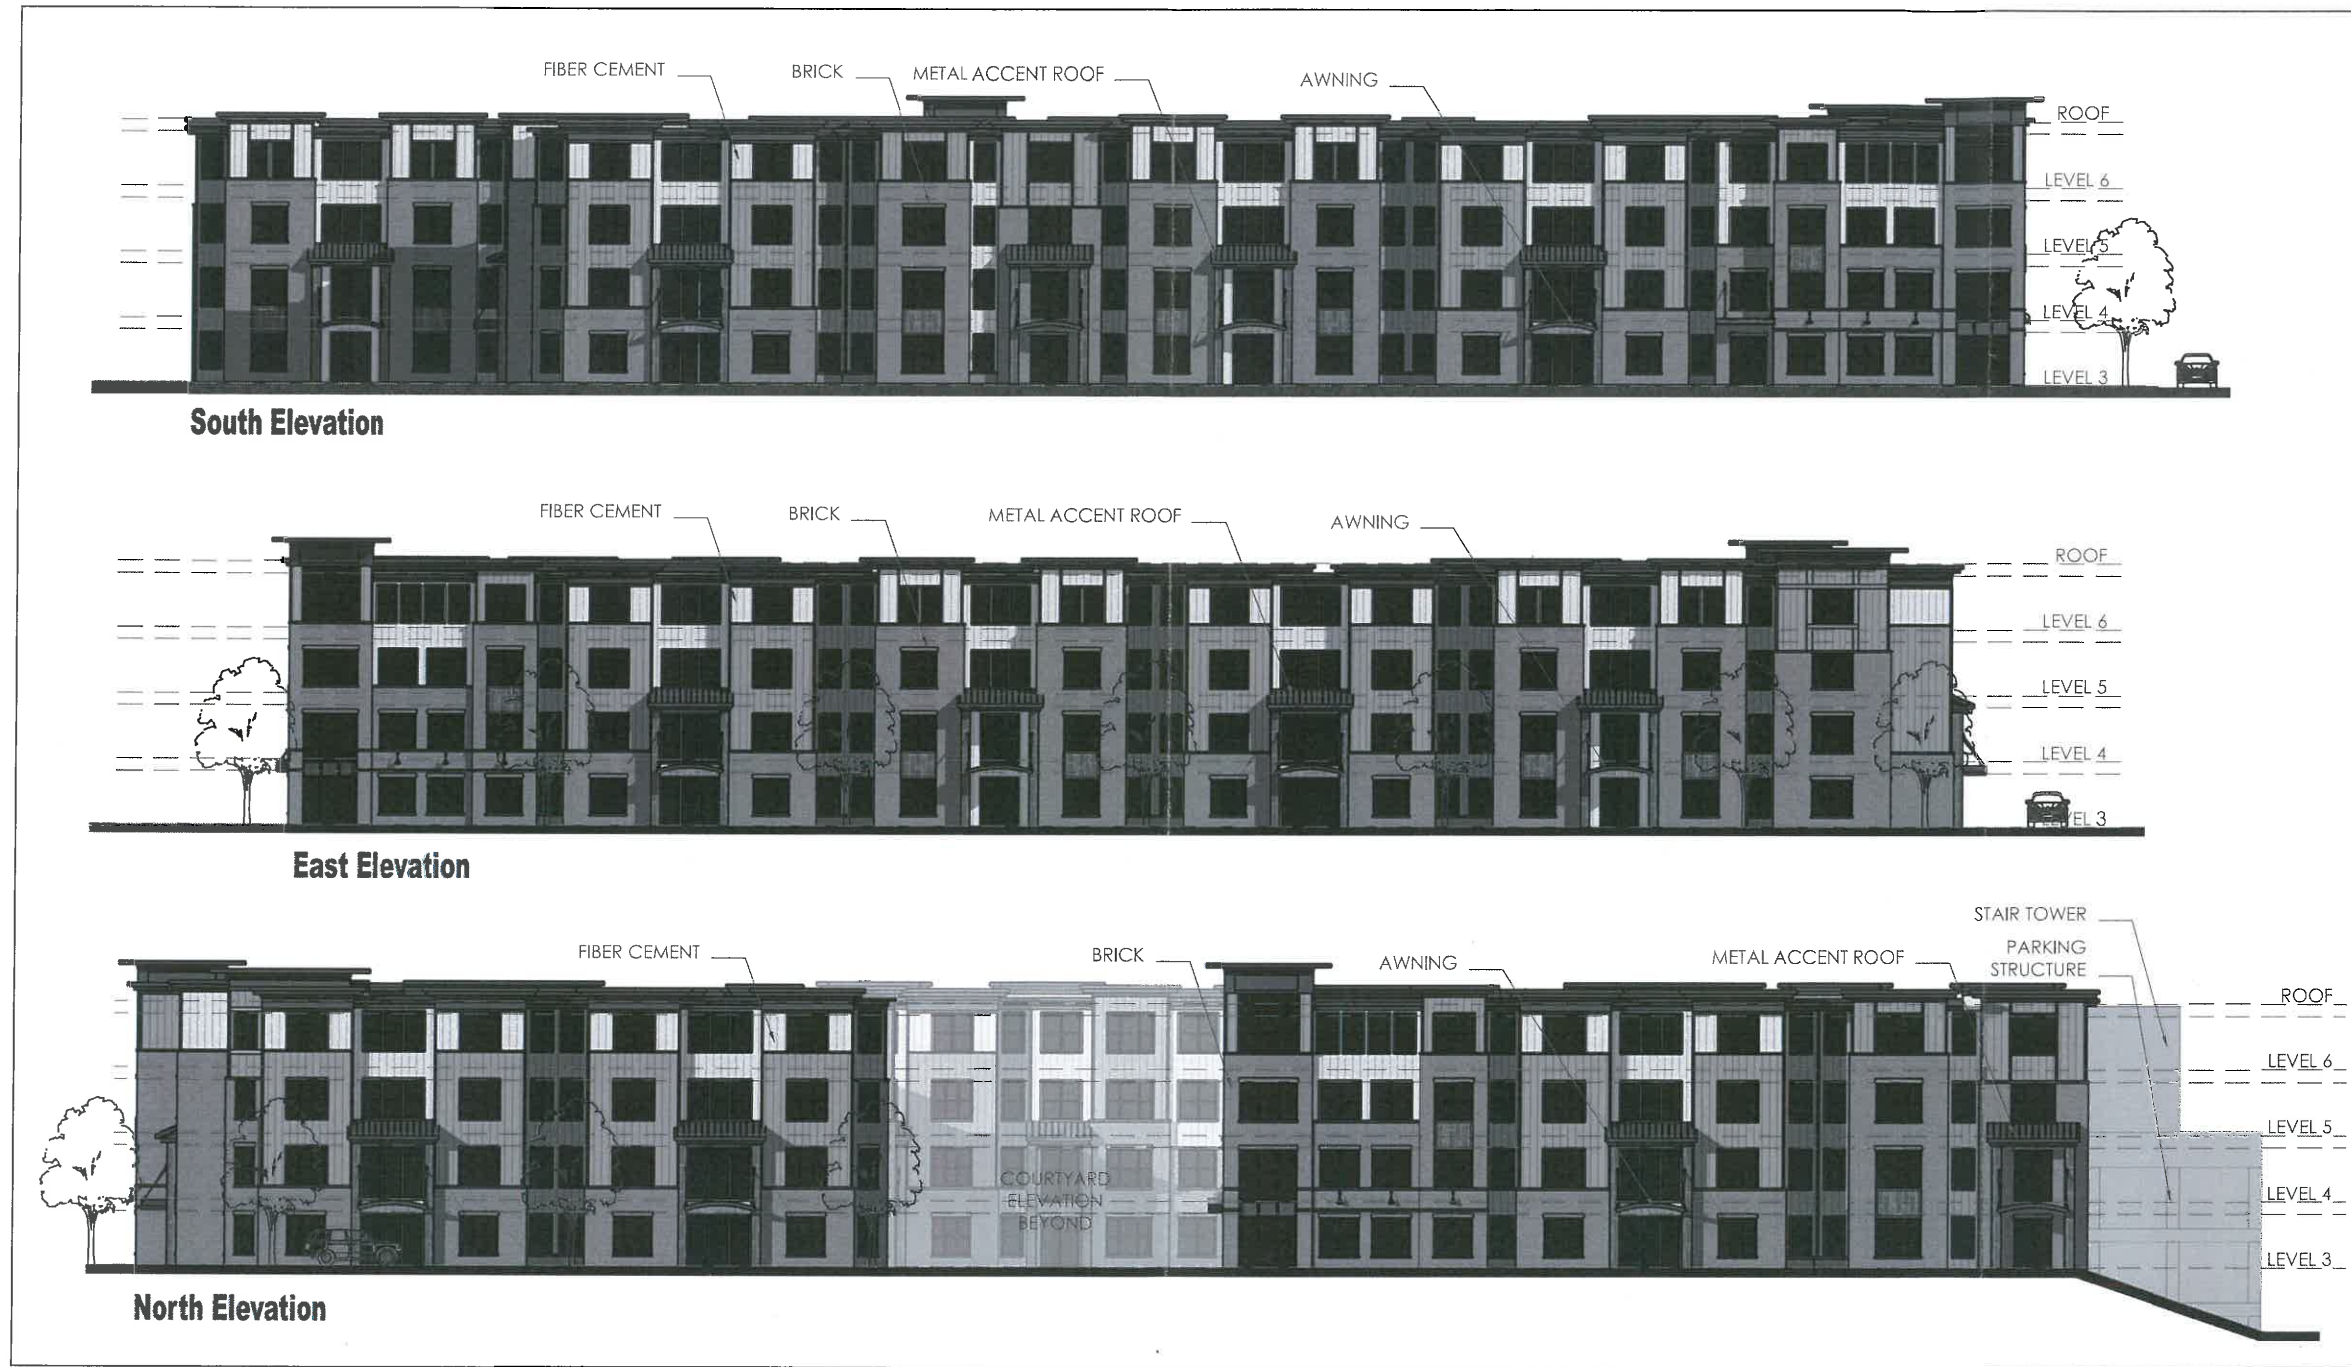 FIBER CEMENT
BRICK
METAL ACCENT ROOF
AWNING
ROOF
LEVEL 6
LEVEL 5
LEVEL 4
LEVEL 3
South Elevation
FIBER CEMENT
BRICK
METAL ACCENT ROOF
AWNING
ROOF
LEVEL 6
LEVEL 5
LEVEL 4
LEVEL 3
East Elevation
FIBER CEMENT
BRICK
AWNING
METAL ACCENT ROOF
STAIR TOWER
PARKING
STRUCTURE
ROOF
LEVEL 6
LEVEL 5
COURTYARD
ELEVATION
BEYOND
LEVEL 4
LEVEL 3
North Elevation